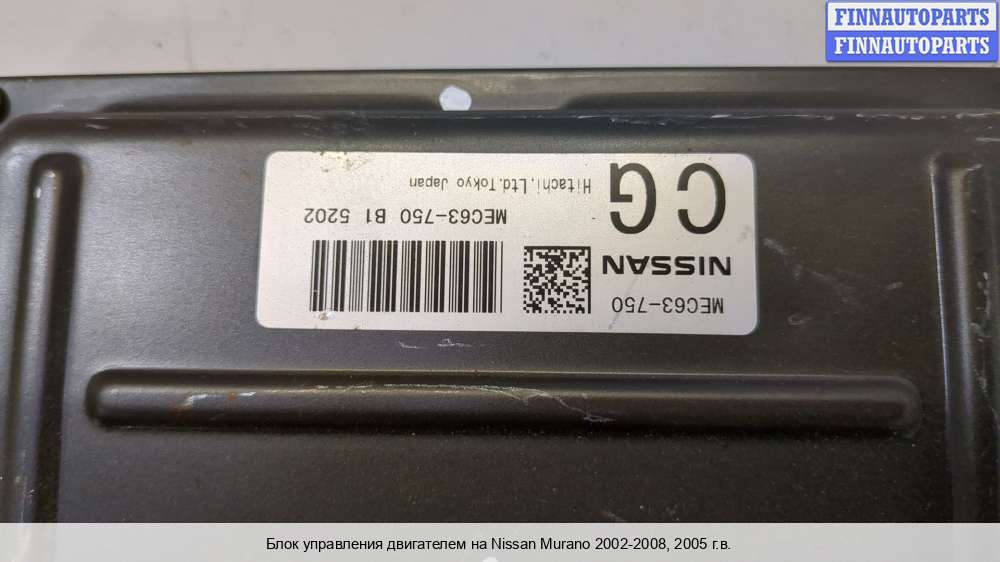 FINNAUTOPARTS
FINNAUTOPARTS
MEC63-750
NISSAN
CG
MEC63-750 B1 5202
Hitachi,Ltd.Tokyo Japan
Блок управления двигателем на Nissan Murano 2002-2008, 2005 г.в.